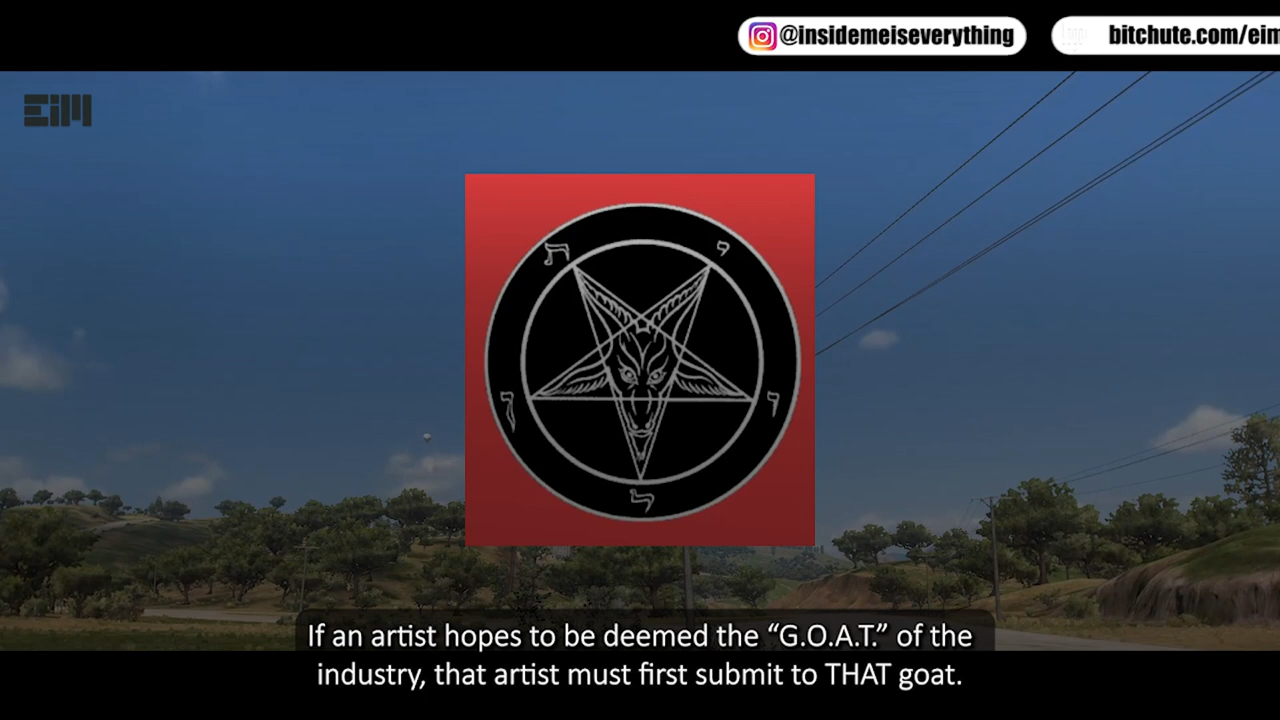 @insidemeiseverything
bitchute.com/eim
EiM
ת
י
ו
ן
ל
If an artist hopes to be deemed the “G.O.A.T.” of the
industry, that artist must first submit to THAT goat.